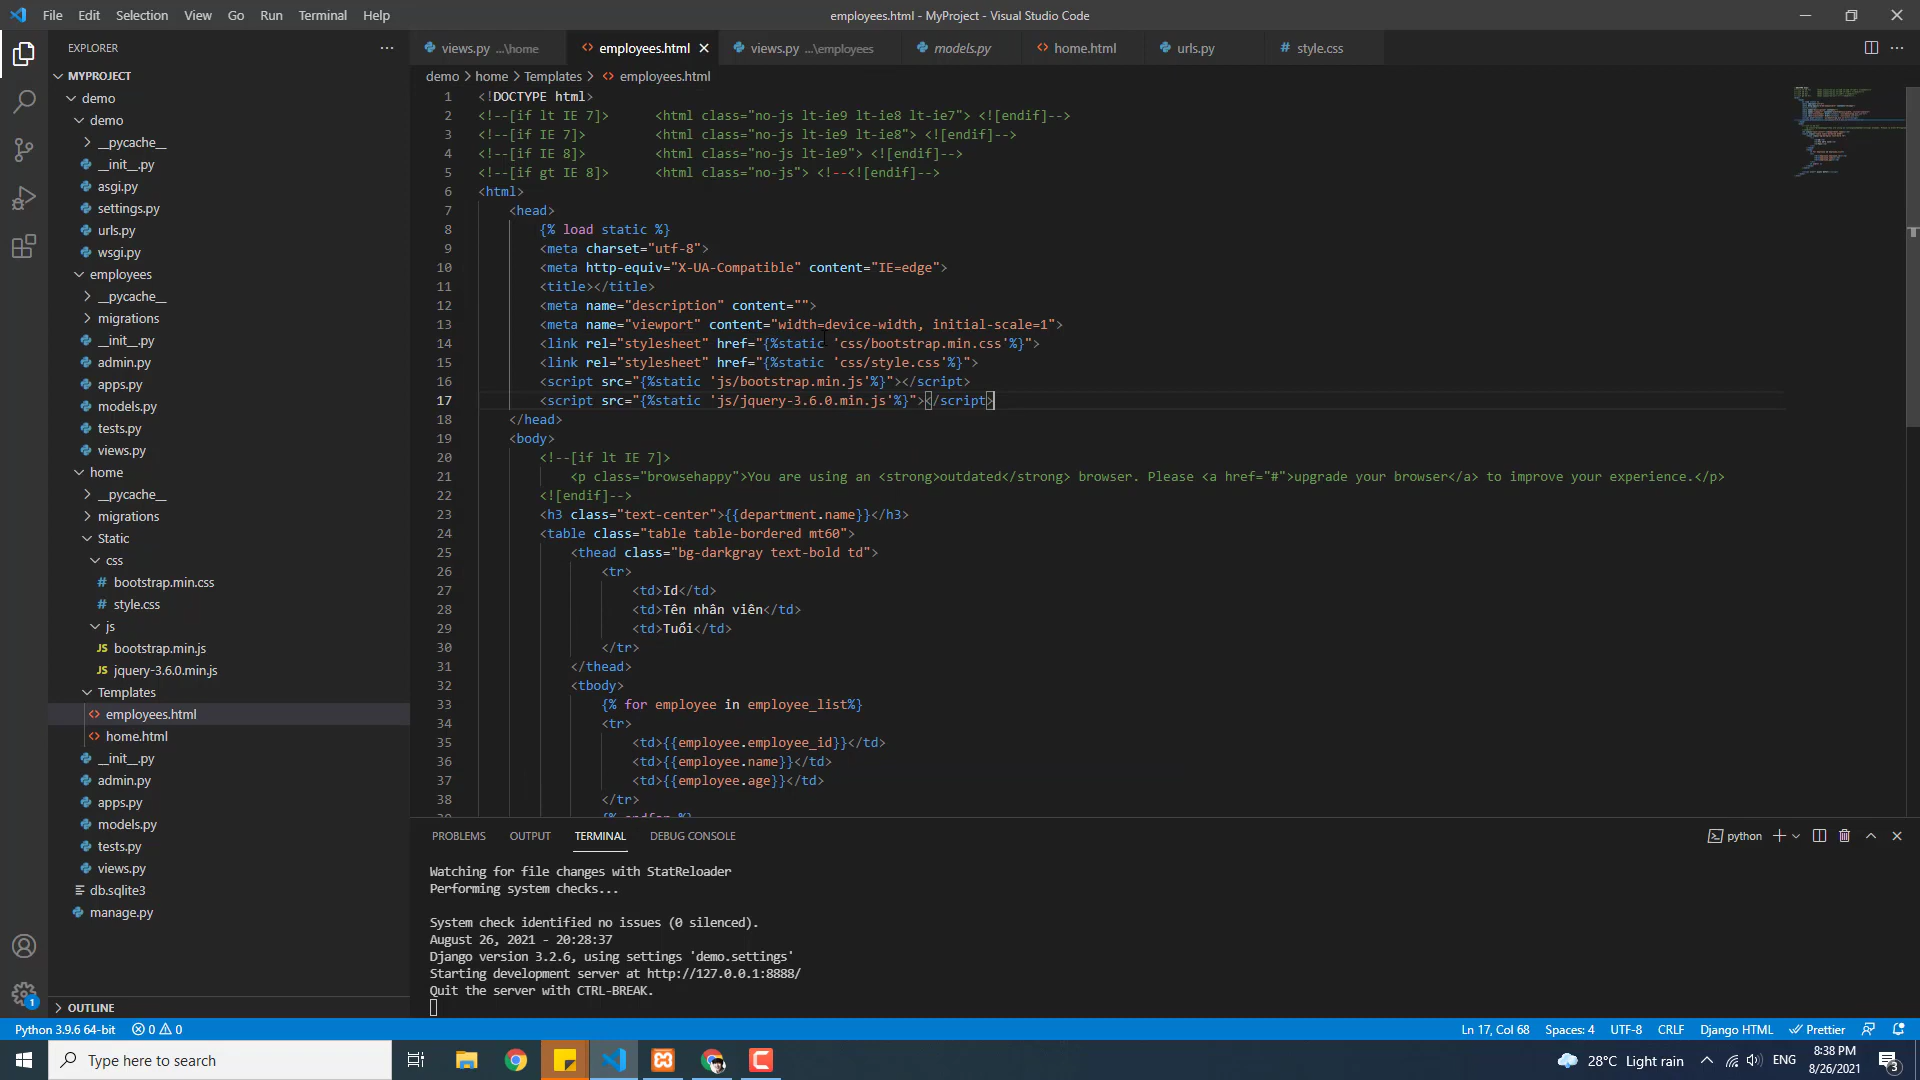 File Edit Selection View Go Run Terminal Help
employees.html - MyProject - Visual Studio Code
EXPLORER
MYPROJECT
demo
demo
__pycache__
__init__.py
asgi.py
settings.py
urls.py
wsgi.py
employees
__pycache__
migrations
__init__.py
admin.py
apps.py
models.py
tests.py
views.py
home
__pycache__
migrations
Static
css
bootstrap.min.css
style.css
js
bootstrap.min.js
jquery-3.6.0.min.js
Templates
employees.html
home.html
__init__.py
admin.py
apps.py
models.py
tests.py
views.py
db.sqlite3
manage.py
OUTLINE
views.py ...\home employees.html views.py ...\employees models.py home.html urls.py style.css
demo > home > Templates > employees.html
1 <!DOCTYPE html>
2 <!--[if lt IE 7]> <html class="no-js lt-ie9 lt-ie8 lt-ie7"> <![endif]-->
3 <!--[if IE 7]> <html class="no-js lt-ie9 lt-ie8"> <![endif]-->
4 <!--[if IE 8]> <html class="no-js lt-ie9"> <![endif]-->
5 <!--[if gt IE 8]> <html class="no-js"> <!--<![endif]-->
6 <html>
7 <head>
8 {% load static %}
9 <meta charset="utf-8">
10 <meta http-equiv="X-UA-Compatible" content="IE=edge">
11 <title></title>
12 <meta name="description" content="">
13 <meta name="viewport" content="width=device-width, initial-scale=1">
14 <link rel="stylesheet" href="{%static 'css/bootstrap.min.css'%}">
15 <link rel="stylesheet" href="{%static 'css/style.css'%}">
16 <script src="{%static 'js/bootstrap.min.js'%}"></script>
17 <script src="{%static 'js/jquery-3.6.0.min.js'%}"></script>
18 </head>
19 <body>
20 <!--[if lt IE 7]>
21 <p class="browsehappy">You are using an <strong>outdated</strong> browser. Please <a href="#">upgrade your browser</a> to improve your experience.</p>
22 <![endif]-->
23 <h3 class="text-center">{{department.name}}</h3>
24 <table class="table table-bordered mt60">
25 <thead class="bg-darkgray text-bold td">
26 <tr>
27 <td>Id</td>
28 <td>Tên nhân viên</td>
29 <td>Tuổi</td>
30 </tr>
31 </thead>
32 <tbody>
33 {% for employee in employee_list%}
34 <tr>
35 <td>{{employee.employee_id}}</td>
36 <td>{{employee.name}}</td>
37 <td>{{employee.age}}</td>
38 </tr>
PROBLEMS OUTPUT TERMINAL DEBUG CONSOLE
python
Watching for file changes with StatReloader
Performing system checks...
System check identified no issues (0 silenced).
August 26, 2021 - 20:28:37
Django version 3.2.6, using settings 'demo.settings'
Starting development server at http://127.0.0.1:8888/
Quit the server with CTRL-BREAK.
1
Python 3.9.6 64-bit 0 0
Ln 17, Col 68 Spaces: 4 UTF-8 CRLF Django HTML Prettier
Type here to search
28°C Light rain ENG
8:38 PM
8/26/2021
3